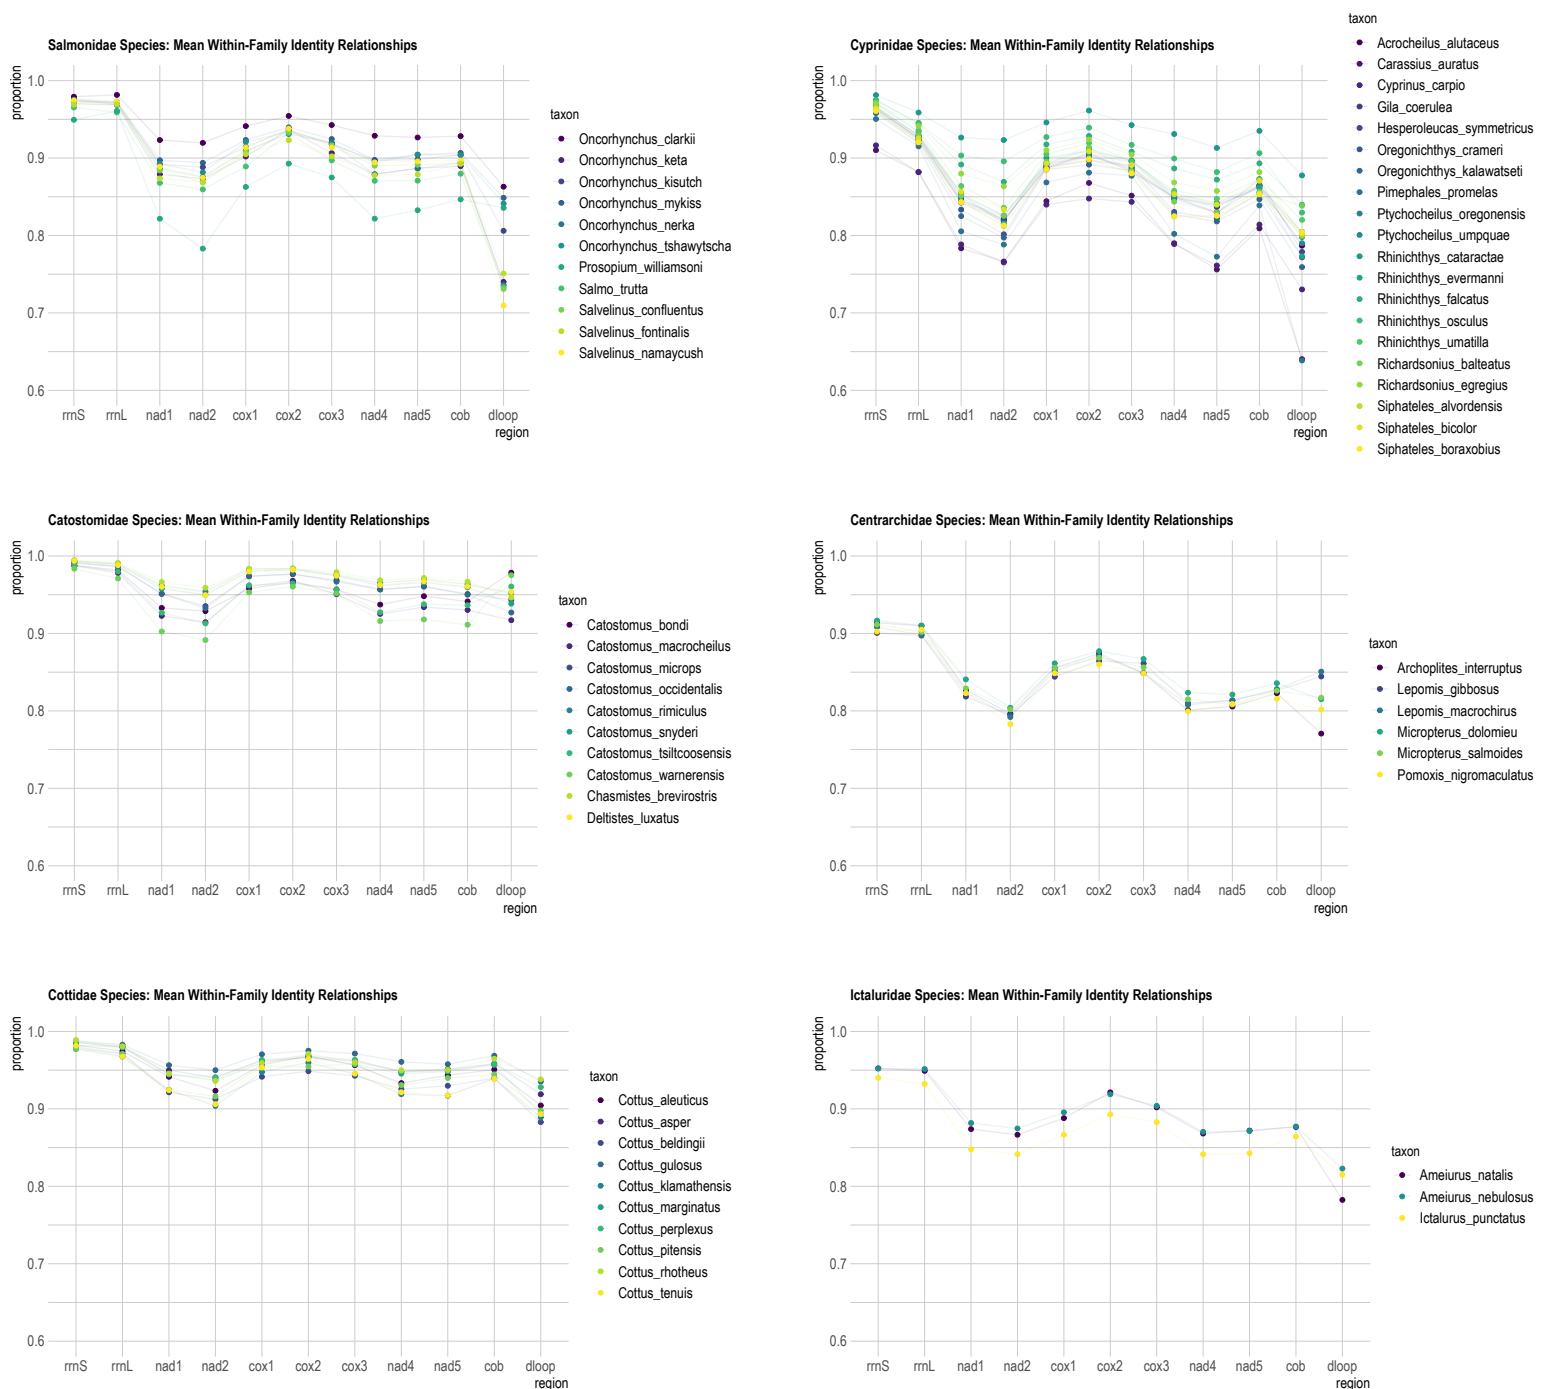 Salmonidae Species: Mean Within-Family Identity Relationships
proportion
1.0
0.9
0.8
0.7
0.6
rrnS rrnL nad1 nad2 cox1 cox2 cox3 nad4 nad5 cob dloop
region
taxon
Oncorhynchus_clarkii
Oncorhynchus_keta
Oncorhynchus_kisutch
Oncorhynchus_mykiss
Oncorhynchus_nerka
Oncorhynchus_tshawytscha
Prosopium_williamsoni
Salmo_trutta
Salvelinus_confluentus
Salvelinus_fontinalis
Salvelinus_namaycush
Cyprinidae Species: Mean Within-Family Identity Relationships
proportion
1.0
0.9
0.8
0.7
0.6
rrnS rrnL nad1 nad2 cox1 cox2 cox3 nad4 nad5 cob dloop
region
taxon
Acrocheilus_alutaceus
Carassius_auratus
Cyprinus_carpio
Gila_coerulea
Hesperoleucas_symmetricus
Oregonichthys_crameri
Oregonichthys_kalawatseti
Pimephales_promelas
Ptychocheilus_oregonensis
Ptychocheilus_umpquae
Rhinichthys_cataractae
Rhinichthys_evermanni
Rhinichthys_falcatus
Rhinichthys_osculus
Rhinichthys_umatilla
Richardsonius_balteatus
Richardsonius_egregius
Siphateles_alvordensis
Siphateles_bicolor
Siphateles_boraxobius
Catostomidae Species: Mean Within-Family Identity Relationships
proportion
1.0
0.9
0.8
0.7
0.6
rrnS rrnL nad1 nad2 cox1 cox2 cox3 nad4 nad5 cob dloop
region
taxon
Catostomus_bondi
Catostomus_macrocheilus
Catostomus_microps
Catostomus_occidentalis
Catostomus_rimiculus
Catostomus_snyderi
Catostomus_tsiltcoosensis
Catostomus_warnerensis
Chasmistes_brevirostris
Deltistes_luxatus
Centrarchidae Species: Mean Within-Family Identity Relationships
proportion
1.0
0.9
0.8
0.7
0.6
rrnS rrnL nad1 nad2 cox1 cox2 cox3 nad4 nad5 cob dloop
region
taxon
Archoplites_interruptus
Lepomis_gibbosus
Lepomis_macrochirus
Micropterus_dolomieu
Micropterus_salmoides
Pomoxis_nigromaculatus
Cottidae Species: Mean Within-Family Identity Relationships
proportion
1.0
0.9
0.8
0.7
0.6
rrnS rrnL nad1 nad2 cox1 cox2 cox3 nad4 nad5 cob dloop
region
taxon
Cottus_aleuticus
Cottus_asper
Cottus_beldingii
Cottus_gulosus
Cottus_klamathensis
Cottus_marginatus
Cottus_perplexus
Cottus_pitensis
Cottus_rhotheus
Cottus_tenuis
Ictaluridae Species: Mean Within-Family Identity Relationships
proportion
1.0
0.9
0.8
0.7
0.6
rrnS rrnL nad1 nad2 cox1 cox2 cox3 nad4 nad5 cob dloop
region
taxon
Ameiurus_natalis
Ameiurus_nebulosus
Ictalurus_punctatus